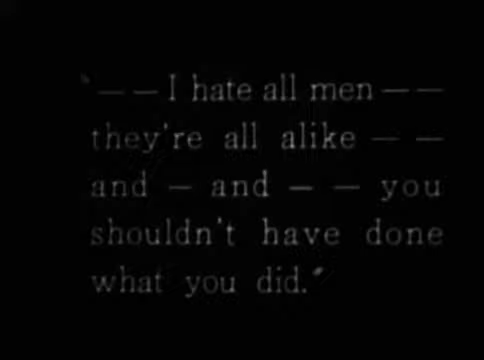 "— — I hate all men — —
they're all alike — —
and — and — — you
shouldn't have done
what you did."